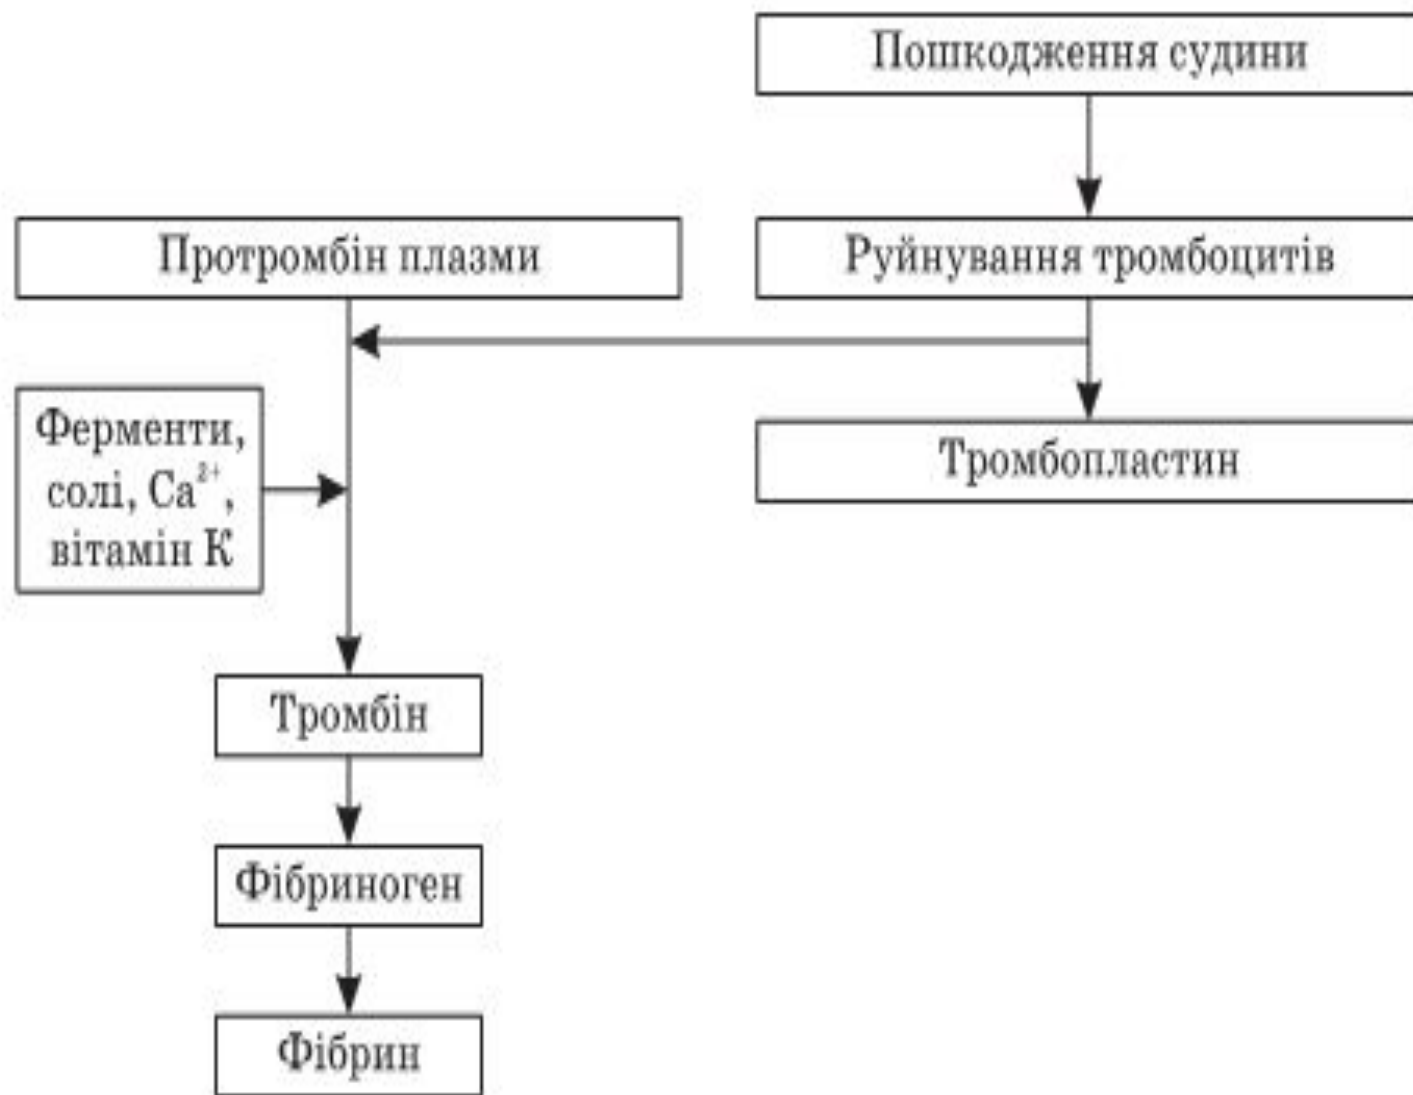 Пошкодження судини
Протромбін плазми
Руйнування тромбоцитів
Ферменти,
солі, Ca²⁺,
вітамін К
Тромбопластин
Тромбін
Фібриноген
Фібрин